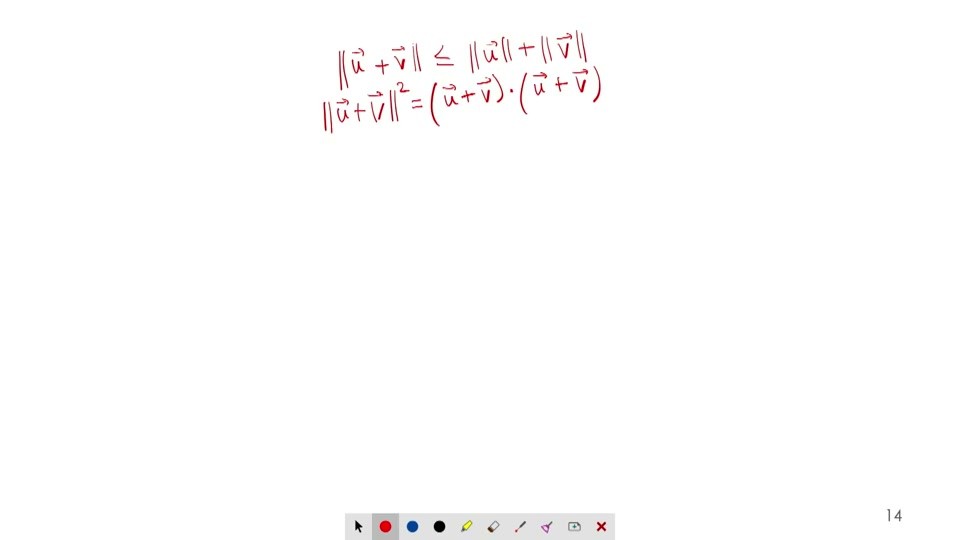 ‖u⃗ + v⃗‖ ≤ ‖u⃗‖ + ‖v⃗‖
‖u⃗ + v⃗‖² = (u⃗ + v⃗) · (u⃗ + v⃗)
14